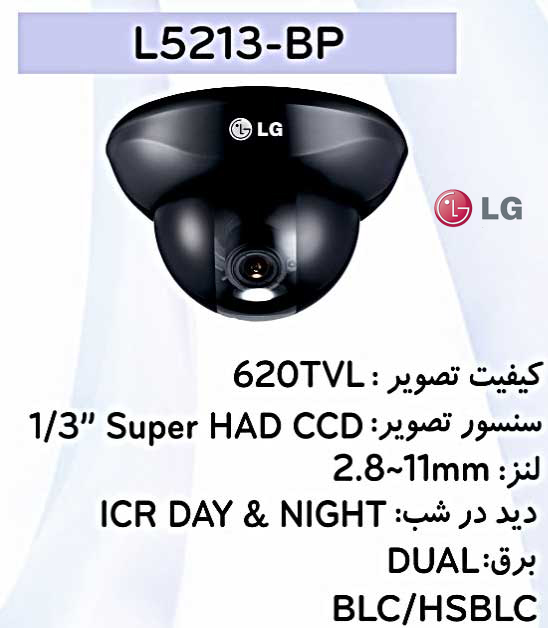 L5213-BP
LG
LG
کیفیت تصویر : 620TVL
سنسور تصویر: 1/3” Super HAD CCD
لنز: 2.8~11mm
دید در شب: ICR DAY & NIGHT
برق:DUAL
BLC/HSBLC